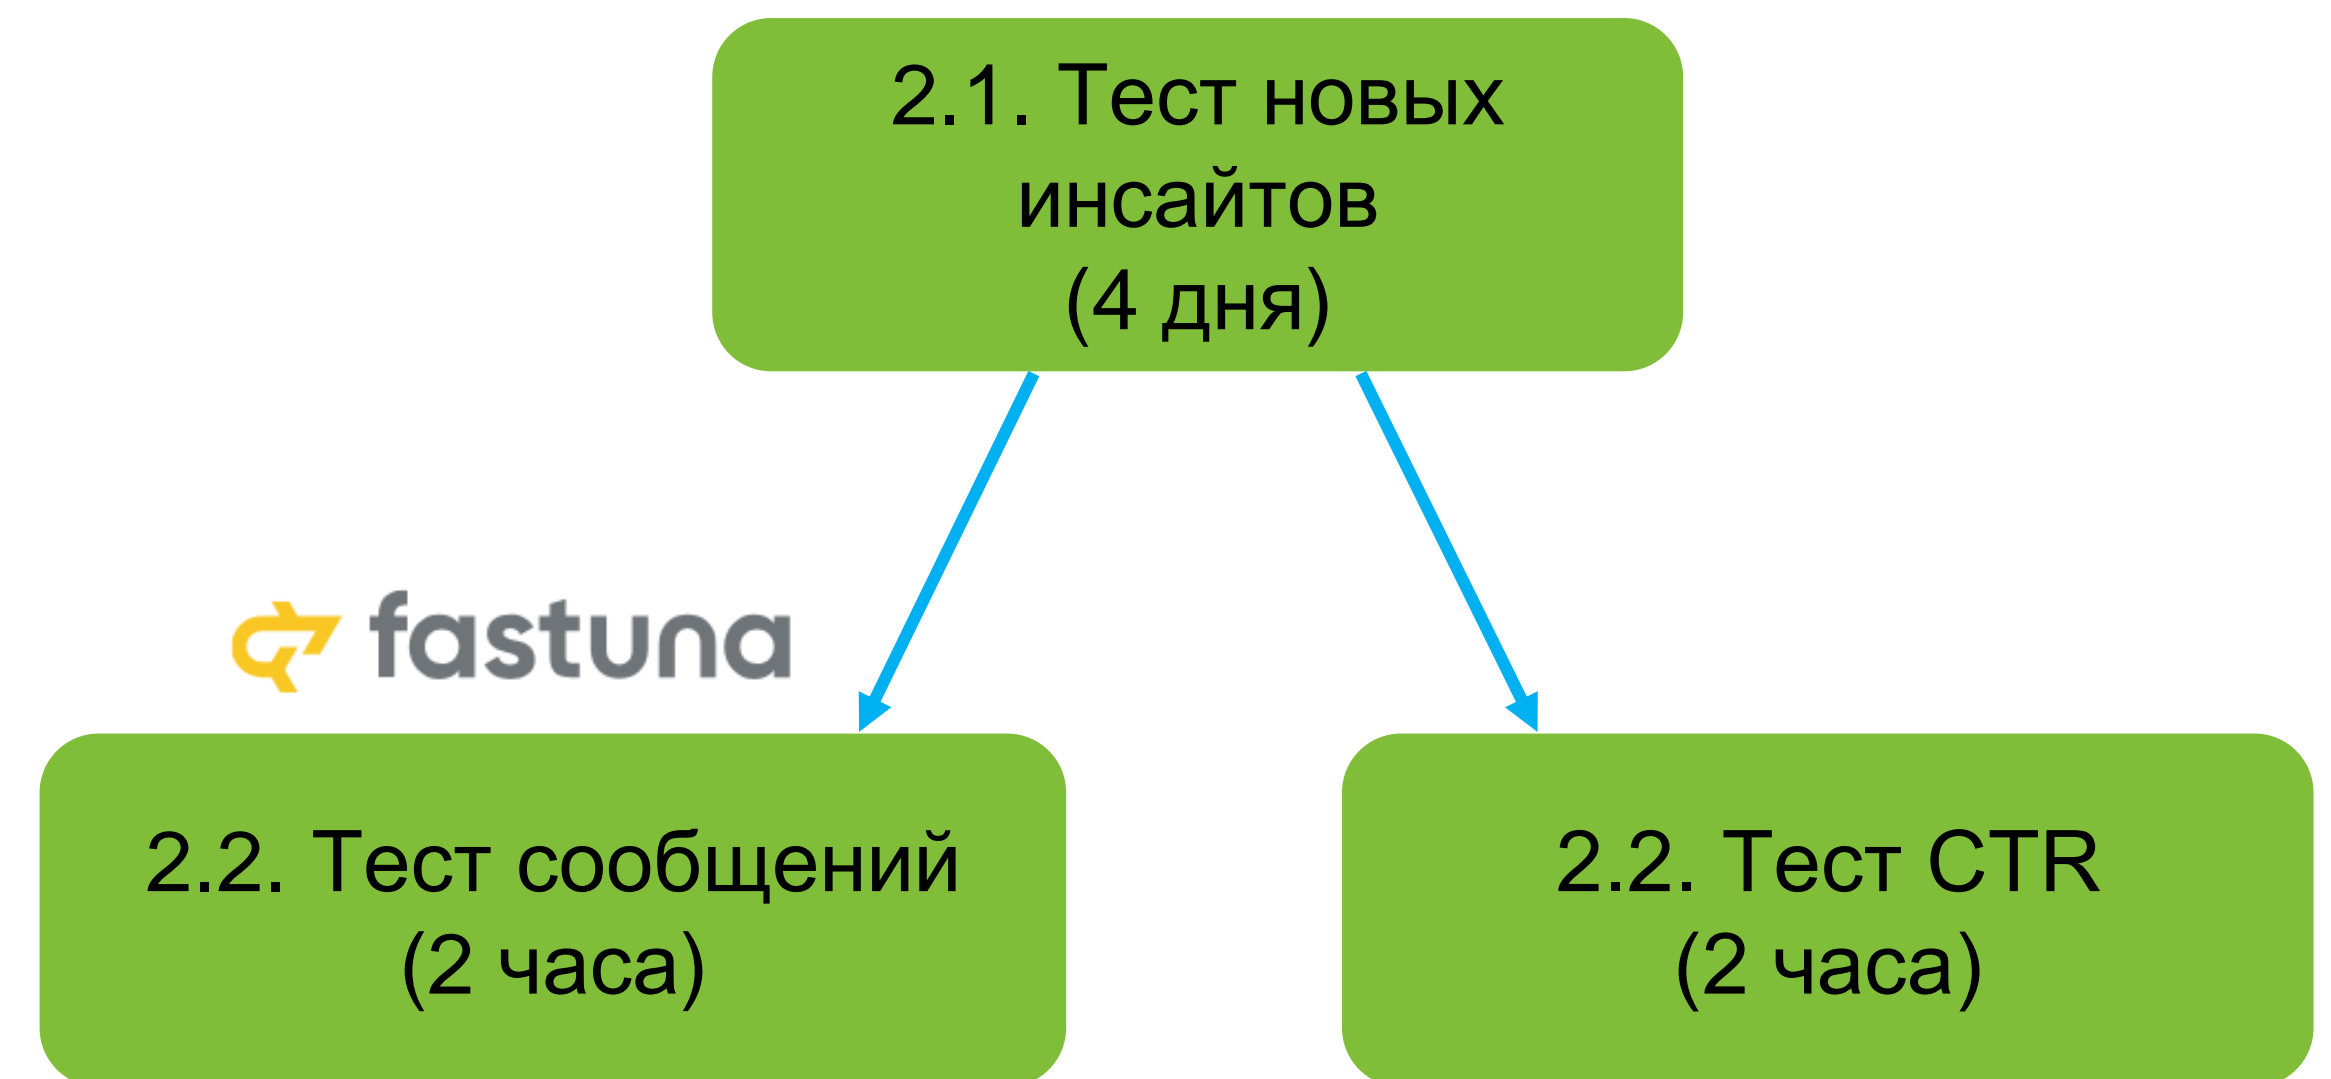 2.1. Тест новых
инсайтов
(4 дня)
fastuna
2.2. Тест сообщений
(2 часа)
2.2. Тест CTR
(2 часа)